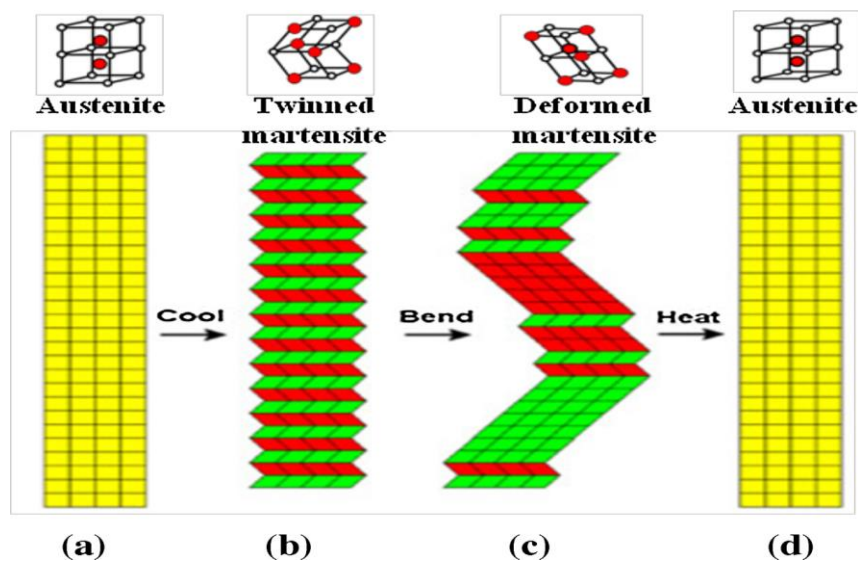 Austenite
Twinned
martensite
Deformed
martensite
Austenite
Cool
Bend
Heat
(a)
(b)
(c)
(d)